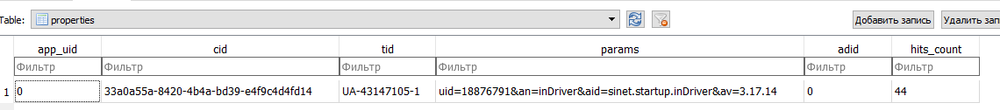 Table: properties Добавить запись Удалить зап
app_uid cid tid params adid hits_count
Фильтр Фильтр Фильтр Фильтр Фильтр Фильтр
1 0 33a0a55a-8420-4b4a-bd39-e4f9c4d4fd14 UA-43147105-1 uid=18876791&an=inDriver&aid=sinet.startup.inDriver&av=3.17.14 0 44